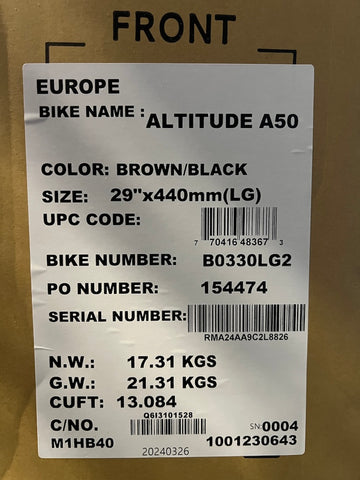 FRONT
EUROPE
BIKE NAME : ALTITUDE A50
COLOR: BROWN/BLACK
SIZE: 29"x440mm(LG)
UPC CODE:
7 70416 48367 3
BIKE NUMBER: B0330LG2
PO NUMBER: 154474
SERIAL NUMBER:
RMA24AA9C2L8826
N.W.: 17.31 KGS
G.W.: 21.31 KGS
CUFT: 13.084
Q6I3101528
C/NO. SN:0004
M1HB40 1001230643
20240326